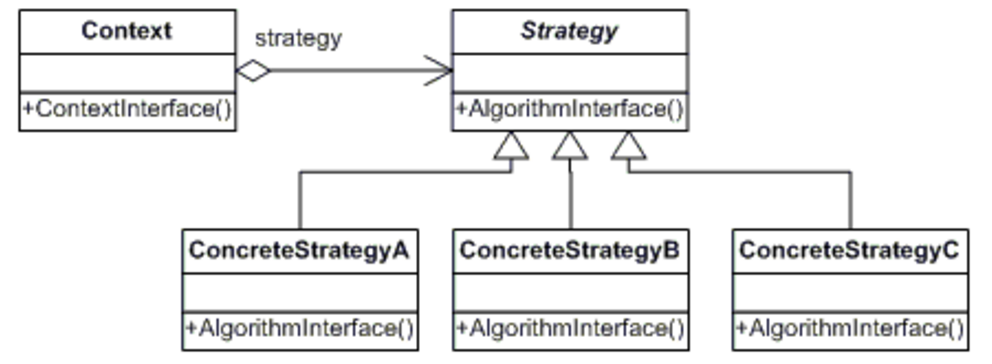 Context
strategy
Strategy
+ContextInterface()
+AlgorithmInterface()
ConcreteStrategyA
ConcreteStrategyB
ConcreteStrategyC
+AlgorithmInterface()
+AlgorithmInterface()
+AlgorithmInterface()